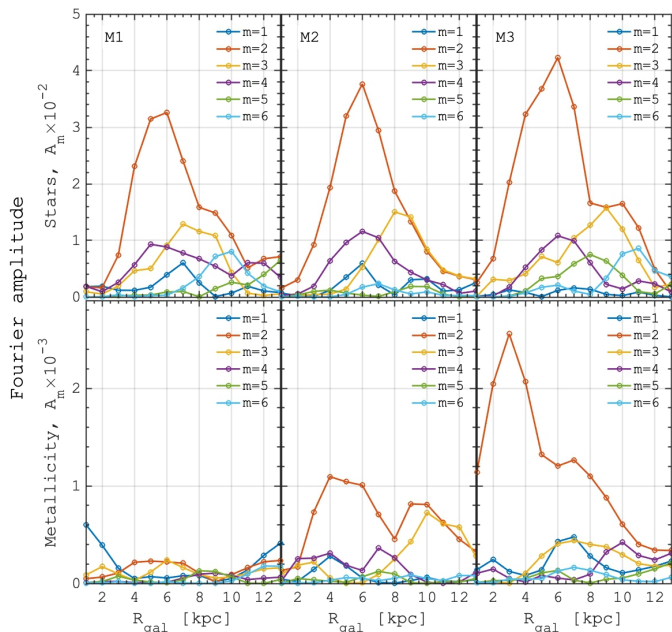 Fourier amplitude
Stars, A_m×10^-2
5
4
3
2
1
0
M1
m=1
m=2
m=3
m=4
m=5
m=6
M2
m=1
m=2
m=3
m=4
m=5
m=6
M3
m=1
m=2
m=3
m=4
m=5
m=6
Metallicity, A_m×10^-3
2
1
0
m=1
m=2
m=3
m=4
m=5
m=6
m=1
m=2
m=3
m=4
m=5
m=6
m=1
m=2
m=3
m=4
m=5
m=6
2 4 6 8 10 12
2 4 6 8 10 12
2 4 6 8 10 12
R_gal [kpc]
R_gal [kpc]
R_gal [kpc]